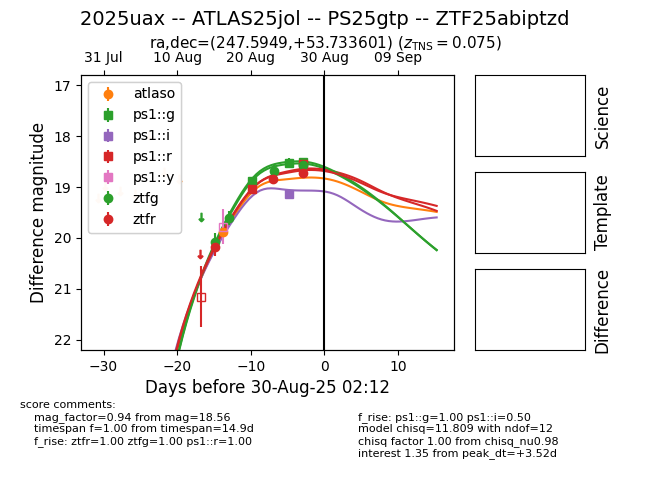 2025uax -- ATLAS25jol -- PS25gtp -- ZTF25abiptzd
ra,dec=(247.5949,+53.733601) (z_TNS = 0.075)
31 Jul 10 Aug 20 Aug 30 Aug 09 Sep
17
18
19
20
21
22
Difference magnitude
atlaso
ps1::g
ps1::i
ps1::r
ps1::y
ztfg
ztfr
−30 −20 −10 0 10
Days before 30-Aug-25 02:12
Science
Template
Difference
score comments:
mag_factor=0.94 from mag=18.56
timespan f=1.00 from timespan=14.9d
f_rise: ztfr=1.00 ztfg=1.00 ps1::r=1.00
f_rise: ps1::g=1.00 ps1::i=0.50
model chisq=11.809 with ndof=12
chisq factor 1.00 from chisq_nu0.98
interest 1.35 from peak_dt=+3.52d